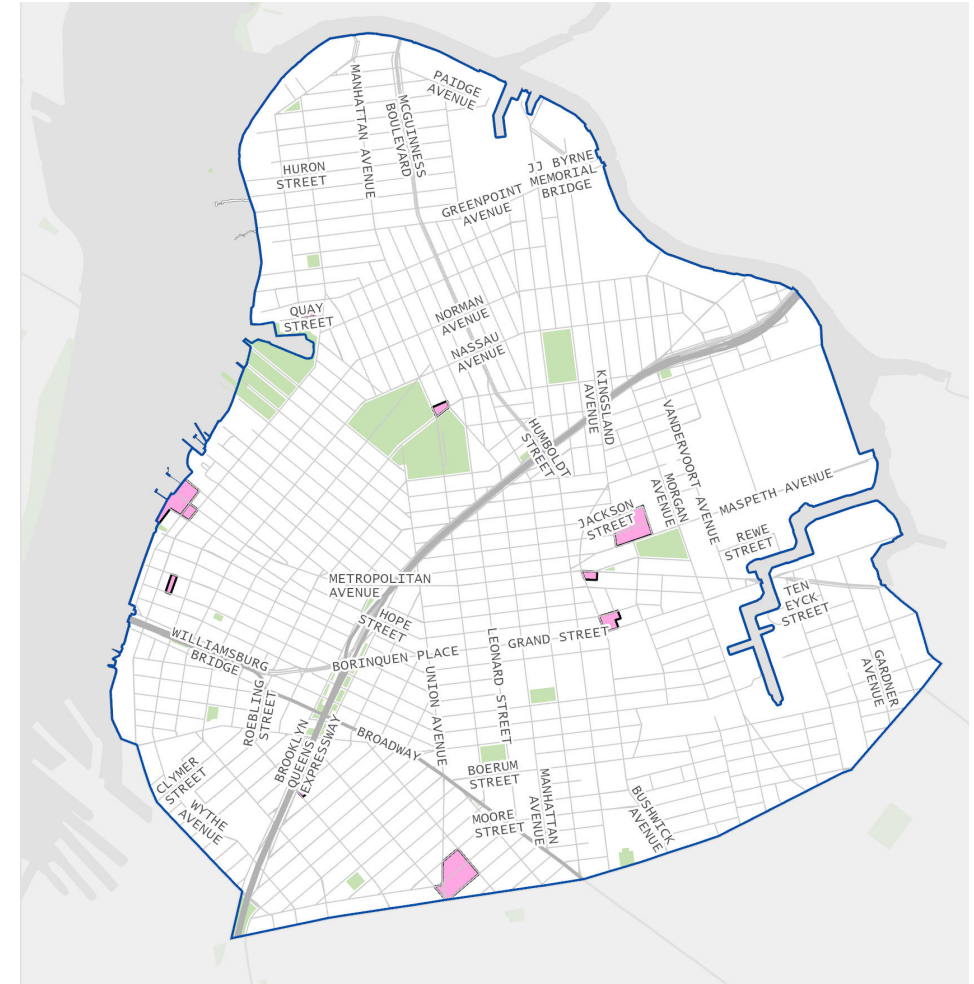 PAIDGE
AVENUE
MANHATTAN AVENUE
MCGUINNESS
BOULEVARD
HURON
STREET
JJ BYRNE
MEMORIAL
BRIDGE
GREENPOINT
AVENUE
QUAY
STREET
NORMAN
AVENUE
NASSAU
AVENUE
KINGSLAND
AVENUE
HUMBOLDT
STREET
VANDERVOORT AVENUE
MORGAN
AVENUE
MASPETH AVENUE
JACKSON
STREET
REWE
STREET
METROPOLITAN
AVENUE
TEN
EYCK
STREET
HOPE
STREET
WILLIAMSBURG
BRIDGE
BORINQUEN PLACE
GRAND STREET
LEONARD STREET
UNION AVENUE
GARDNER
AVENUE
ROEBLING
STREET
BROOKLYN
QUEENS
EXPRESSWAY
BROADWAY
CLYMER
STREET
WYTHE
AVENUE
BOERUM
STREET
MANHATTAN
AVENUE
MOORE
STREET
BUSHWICK
AVENUE